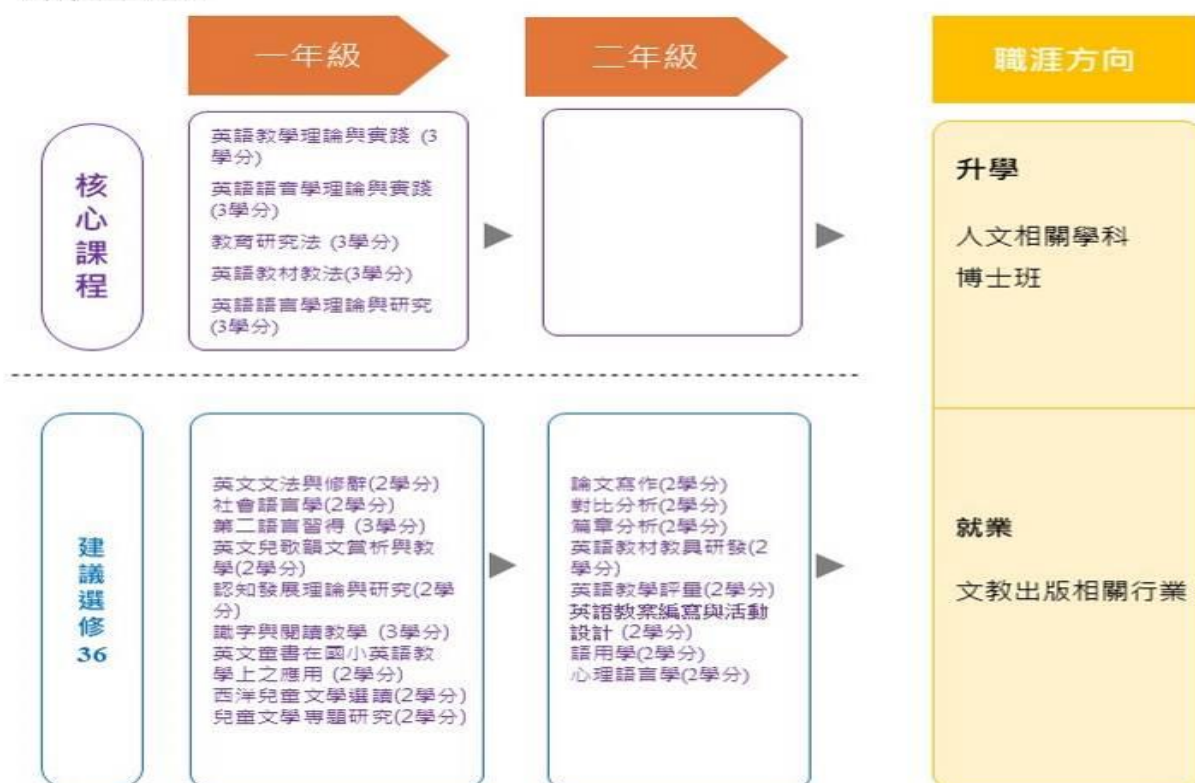 一年級
二年級
職涯方向
核
心
課
程
英語教學理論與實踐 (3
學分)
英語語音學理論與實踐
(3學分)
教育研究法 (3學分)
英語教材教法(3學分)
英語語言學理論與研究
(3學分)
升學
人文相關學科
博士班
建
議
選
修
36
英文文法與修辭(2學分)
社會語言學(2學分)
第二語言習得 (3學分)
英文兒歌韻文賞析與教
學(2學分)
認知發展理論與研究(2學
分)
識字與閱讀教學 (3學分)
英文童書在國小英語教
學上之應用 (2學分)
西洋兒童文學選讀(2學分)
兒童文學專題研究(2學分)
論文寫作(2學分)
對比分析(2學分)
篇章分析(2學分)
英語教材教具研發(2
學分)
英語教學評量(2學分)
英語教案編寫與活動
設計 (2學分)
語用學(2學分)
心理語言學(2學分)
就業
文教出版相關行業